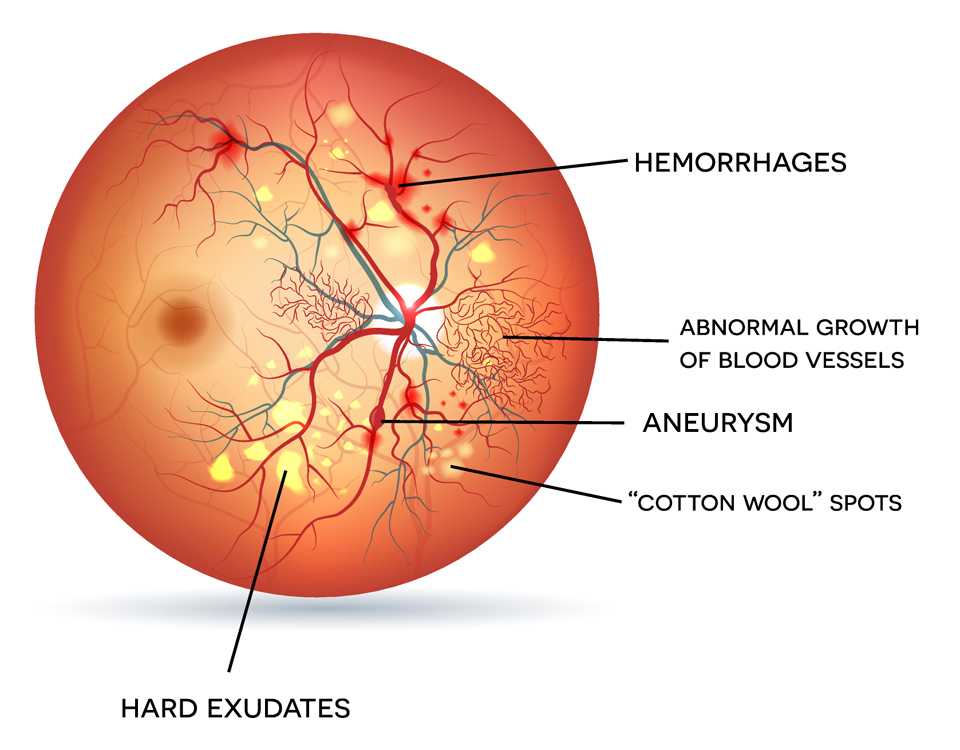 HEMORRHAGES
ABNORMAL GROWTH
OF BLOOD VESSELS
ANEURYSM
“COTTON WOOL” SPOTS
HARD EXUDATES